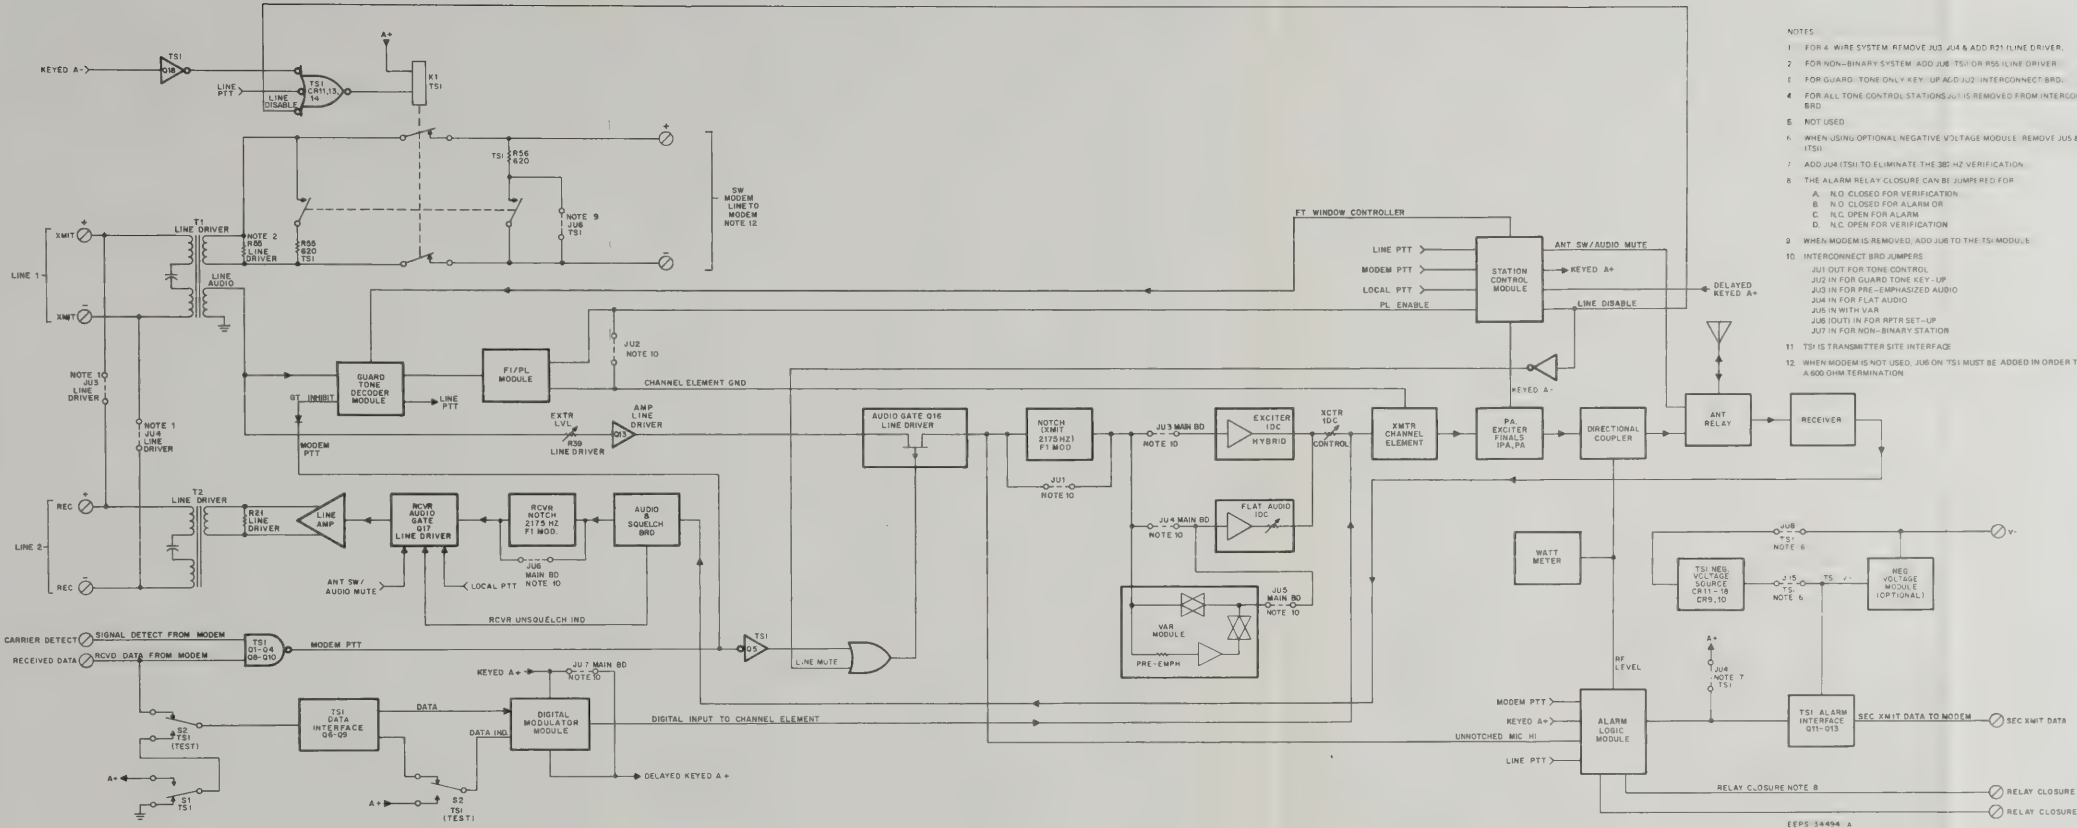 KEYED A-
TSI
Q18
LINE
PTT
LINE
DISABLE
TSI
CR11,13,
14
A+
K1
TSI
TSI
R56
620
NOTE 9
JU6
TSI
SW
MODEM
LINE TO
MODEM
NOTE 12
+
-
LINE 1
XMIT
+
XMIT
-
T1
LINE DRIVER
NOTE 2
R55
LINE
DRIVER
R55
620
TSI
LINE
AUDIO
NOTE 1
JU3
LINE
DRIVER
NOTE 1
JU4
LINE
DRIVER
GUARD
TONE
DECODER
MODULE
GT INHIBIT
LINE
PTT
MODEM
PTT
F1/PL
MODULE
JU2
NOTE 10
CHANNEL ELEMENT GND
EXTR
LVL
R39
LINE DRIVER
AMP
LINE
DRIVER
Q13
FT WINDOW CONTROLLER
LINE PTT
MODEM PTT
LOCAL PTT
PL ENABLE
STATION
CONTROL
MODULE
ANT SW/AUDIO MUTE
KEYED A+
DELAYED
KEYED A+
LINE DISABLE
KEYED A-
AUDIO GATE Q16
LINE DRIVER
NOTCH (XMIT
2175 HZ)
F1 MOD
JU1
NOTE 10
JU3 MAIN BD
NOTE 10
EXCITER
IDC
HYBRID
XCTR
IDC
CONTROL
XMTR
CHANNEL
ELEMENT
PA.
EXCITER
FINALS
IPA,PA
DIRECTIONAL
COUPLER
ANT
RELAY
RECEIVER
JU4 MAIN BD
NOTE 10
FLAT AUDIO
IDC
JU5
MAIN BD
NOTE 10
VAR
MODULE
PRE-EMPH
LINE 2
REC
+
REC
-
T2
LINE DRIVER
R21
LINE
DRIVER
LINE
AMP
RCVR
AUDIO
GATE
Q17
LINE DRIVER
RCVR
NOTCH
2175 HZ
F1 MOD.
AUDIO
&
SQUELCH
BRD
JU6
MAIN BD
NOTE 10
ANT SW/
AUDIO MUTE
LOCAL PTT
RCVR UNSQUELCH IND
CARRIER DETECT
SIGNAL DETECT FROM MODEM
RECEIVED DATA
RCVD DATA FROM MODEM
TSI
Q1-Q4
Q8-Q10
MODEM PTT
TSI
Q5
LINE MUTE
S2
TSI
(TEST)
A+
S1
TSI
TSI
DATA
INTERFACE
Q6-Q9
DATA
DATA IND.
A+
S2
TSI
(TEST)
KEYED A+
JU 7 MAIN BD
NOTE 10
DIGITAL
MODULATOR
MODULE
DIGITAL INPUT TO CHANNEL ELEMENT
DELAYED KEYED A +
UNNOTCHED MIC HI
WATT
METER
RF
LEVEL
MODEM PTT
KEYED A+
LINE PTT
ALARM
LOGIC
MODULE
TSI NEG.
VOLTAGE
SOURCE
CR11-18
CR9,10
TSI
NOTE 6
JU5
TSI
NOTE 6
NEG
VOLTAGE
MODULE
(OPTIONAL)
V-
A+
JU4
NOTE 7
TSI
TSI ALARM
INTERFACE
Q11-Q13
SEC XMIT DATA TO MODEM
SEC XMIT DATA
RELAY CLOSURE NOTE 8
RELAY CLOSURE
RELAY CLOSURE
NOTES
1 FOR 4 WIRE SYSTEM REMOVE JU3 JU4 & ADD R21 (LINE DRIVER.
2 FOR NON-BINARY SYSTEM ADD JU6 TSI OR R55 (LINE DRIVER
FOR GUARD TONE ONLY KEY UP ADD JU2 INTERCONNECT BRD.
4 FOR ALL TONE CONTROL STATIONS JU1 IS REMOVED FROM
BRD
5 NOT USED
WHEN USING OPTIONAL NEGATIVE VOLTAGE MODULE REMOVE JU5 &
(TSI)
ADD JU4 (TSI) TO ELIMINATE THE HZ VERIFICATION
8 THE ALARM RELAY CLOSURE CAN BE JUMPERED FOR
A. N.O CLOSED FOR VERIFICATION
B N.O CLOSED FOR ALARM OR
C N.C. OPEN FOR ALARM
D. N.C. OPEN FOR VERIFICATION
9 WHEN MODEM IS REMOVED, ADD JU6 TO THE TSI MODULE
10 INTERCONNECT BRD JUMPERS
JU1 OUT FOR TONE CONTROL
JU2 IN FOR GUARD TONE KEY-UP
JU3 IN FOR PRE-EMPHASIZED AUDIO
JU4 IN FOR FLAT AUDIO
JU5 IN WITH VAR
JU6 (OUT) IN FOR RPTR SET-UP
JU7 IN FOR NON-BINARY STATION
11 TSI IS TRANSMITTER SITE INTERFACE
12 WHEN MODEM IS NOT USED, JU6 ON TSI MUST BE ADDED IN ORDER
A 600 OHM TERMINATION
EEPS 34494 A